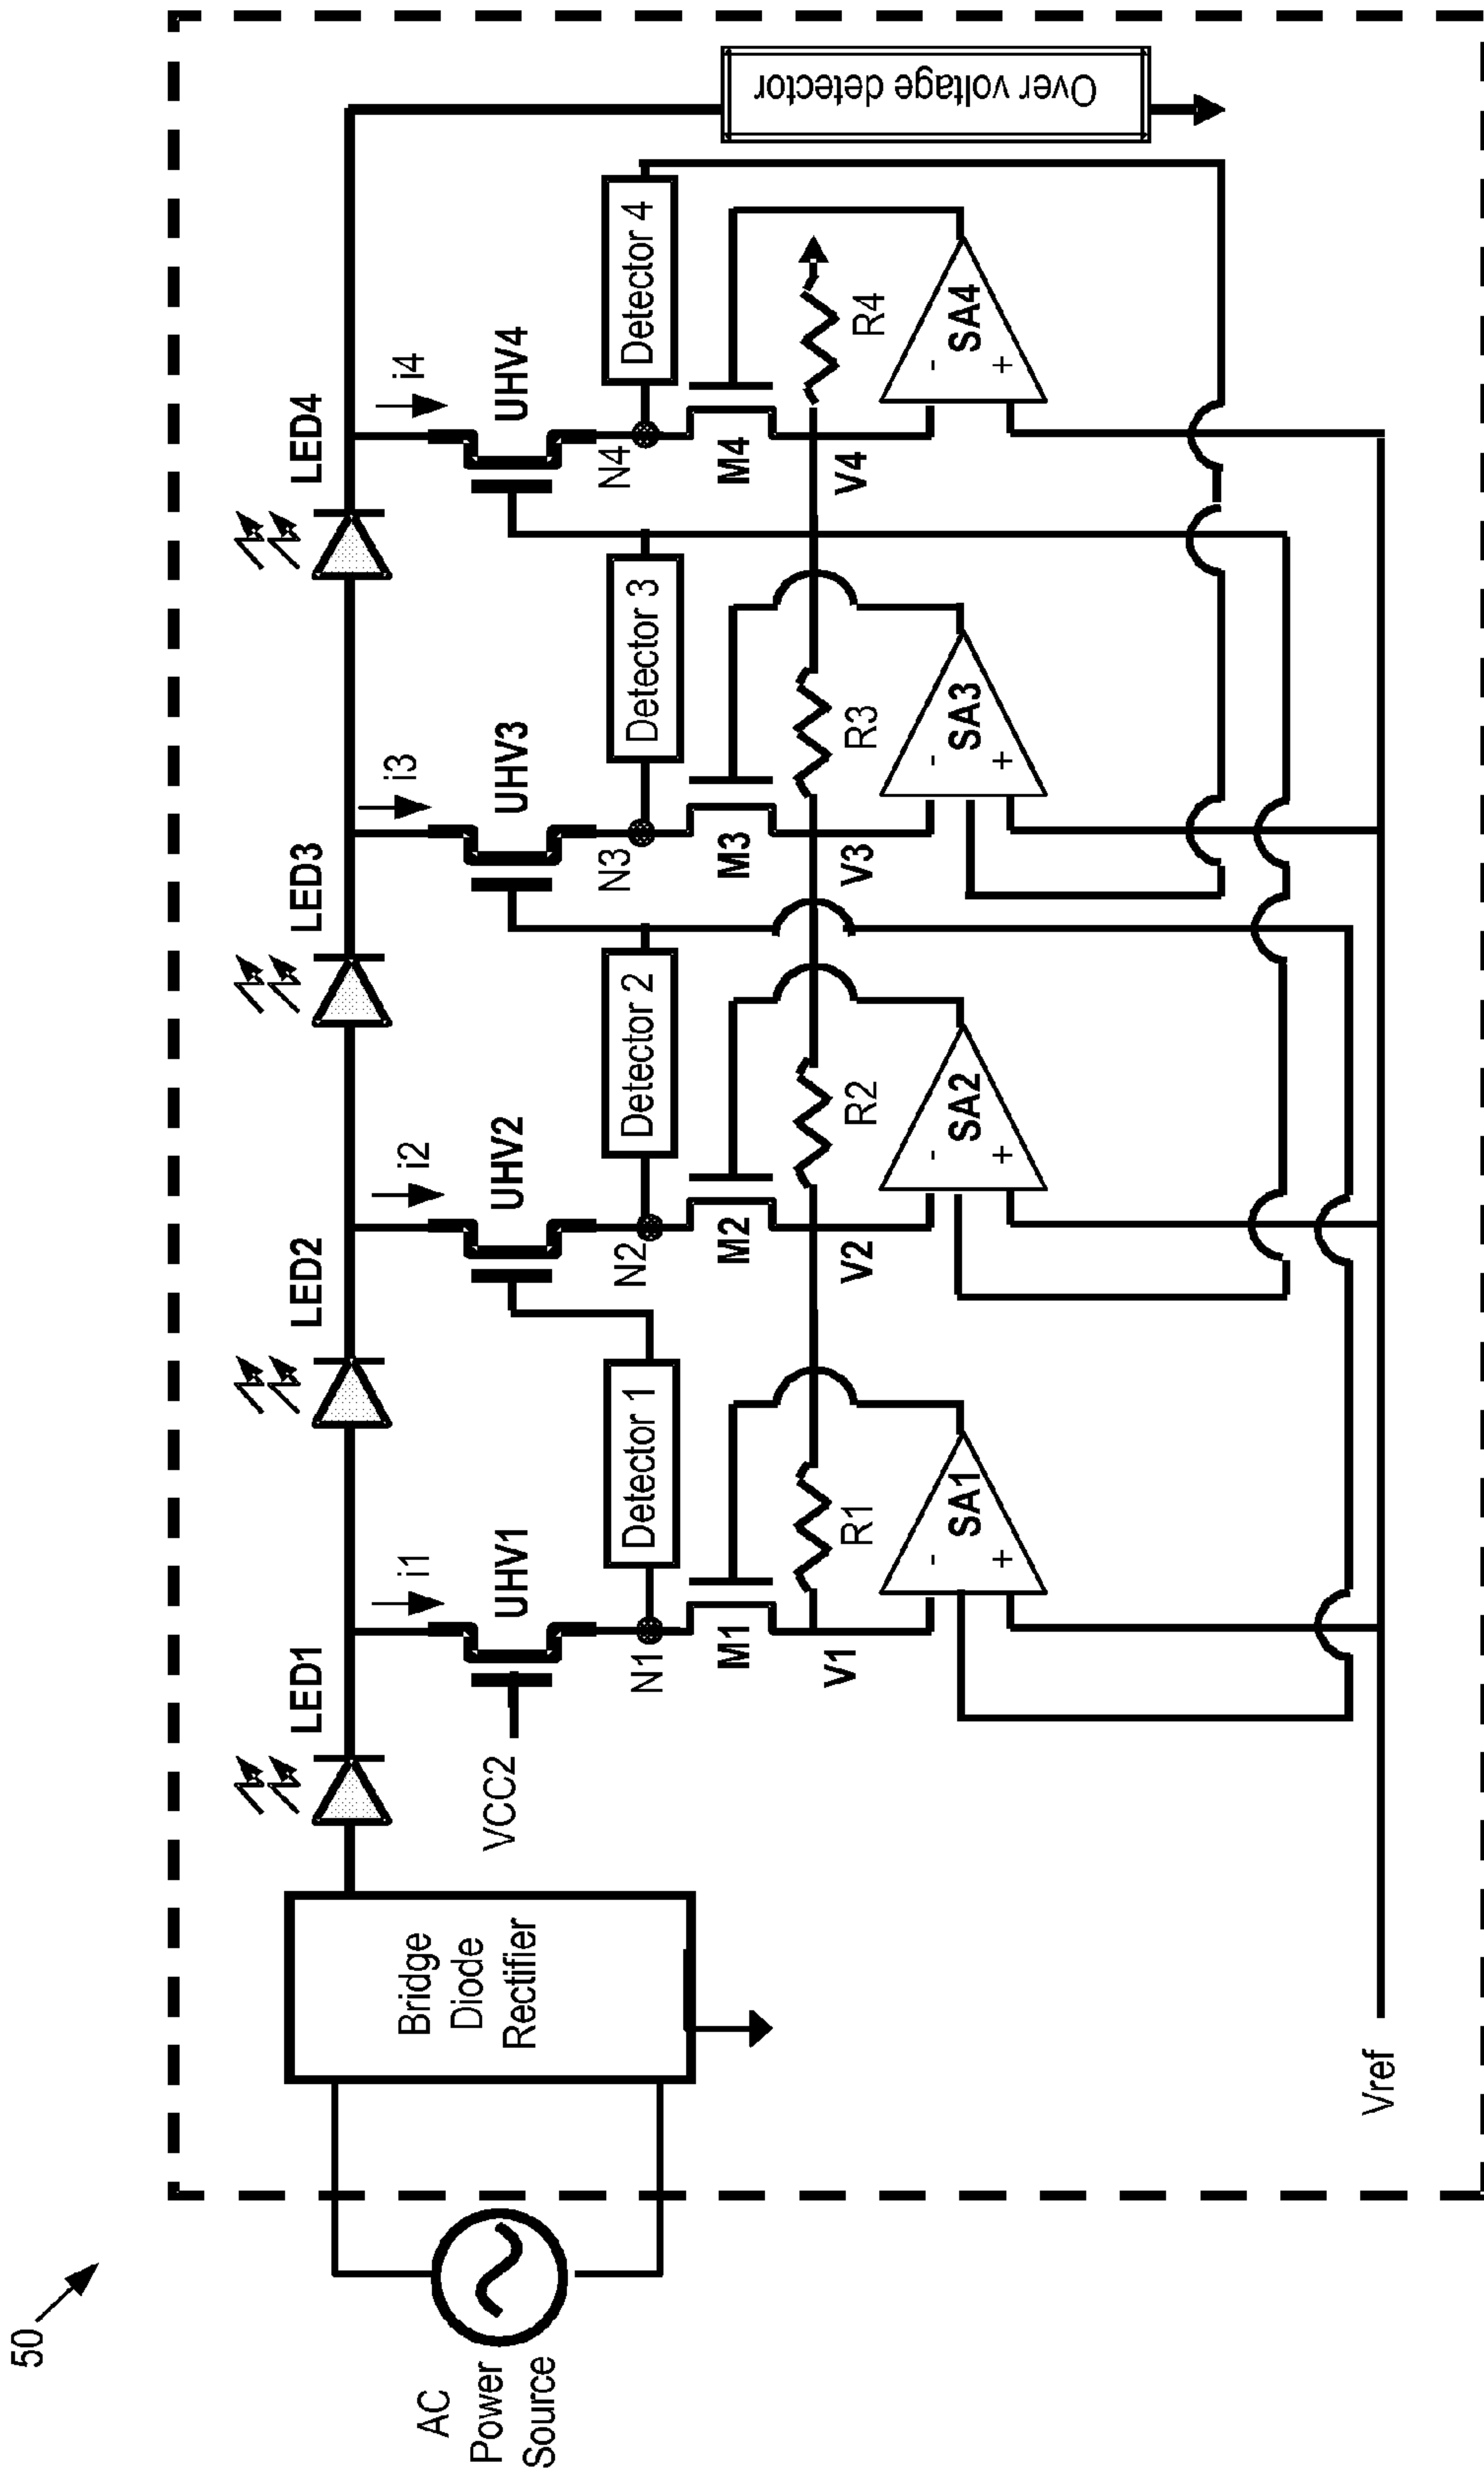 50
AC
Power
Source
Bridge
Diode
Rectifier
LED1
LED2
LED3
LED4
i1
i2
i3
i4
VCC2
UHV1
UHV2
UHV3
UHV4
N1
Detector 1
N2
Detector 2
N3
Detector 3
N4
Detector 4
Over voltage detector
M1
M2
M3
M4
V1
R1
V2
R2
V3
R3
V4
R4
-
SA1
+
-
SA2
+
-
SA3
+
-
SA4
+
Vref